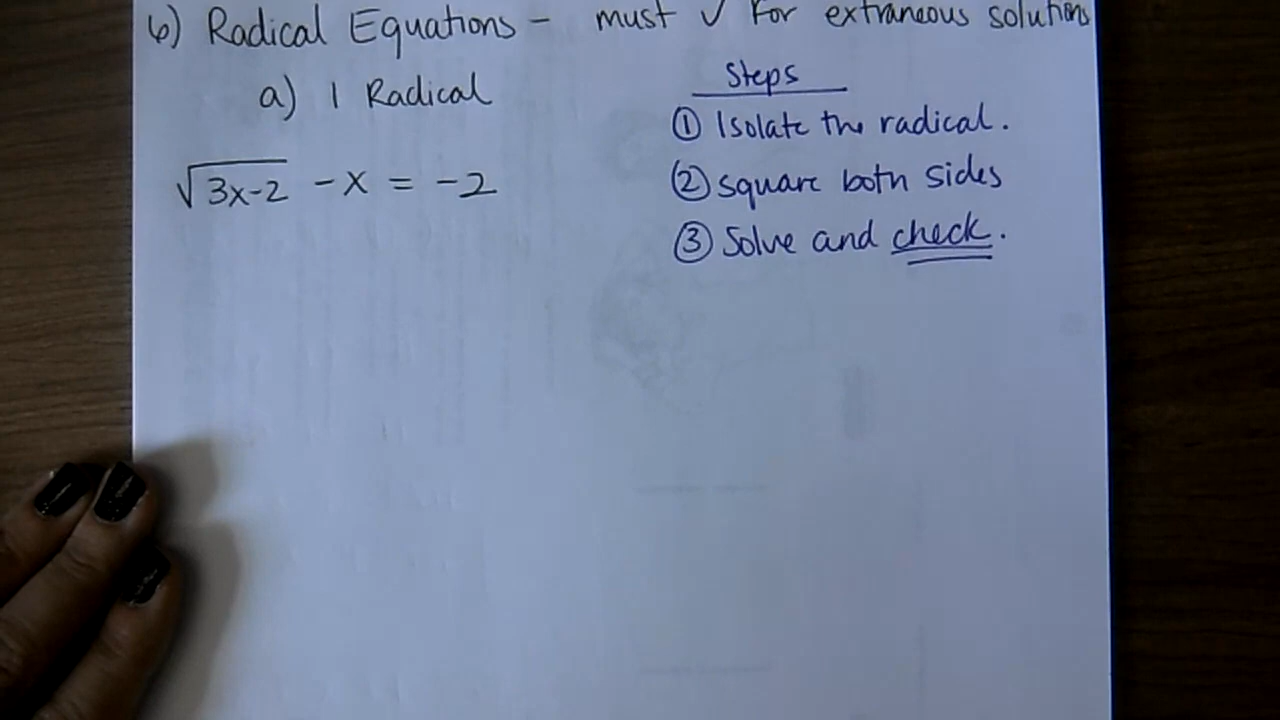 6) Radical Equations - must ✓ for extraneous solutions
a) 1 Radical
√3x-2 - x = -2
Steps
① Isolate the radical.
② square both sides
③ Solve and check.